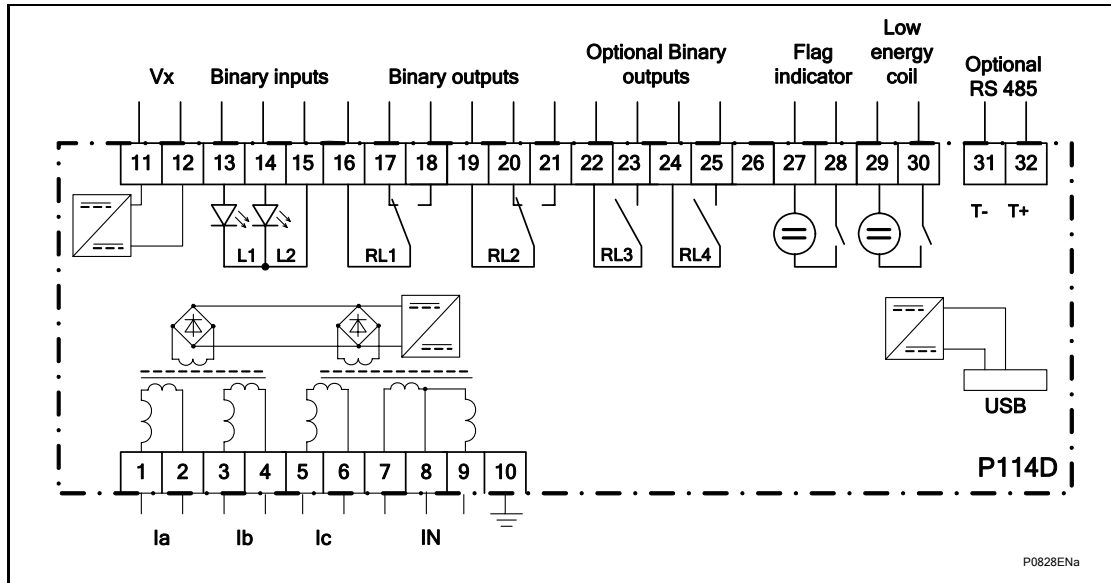 Vx
Binary inputs
Binary outputs
Optional Binary
outputs
Flag
indicator
Low
energy
coil
Optional
RS 485
11 12 13 14 15 16 17 18 19 20 21 22 23 24 25 26 27 28 29 30 31 32
T- T+
L1 L2 RL1 RL2 RL3 RL4
USB
1 2 3 4 5 6 7 8 9 10
P114D
Ia Ib Ic IN
P0828ENa